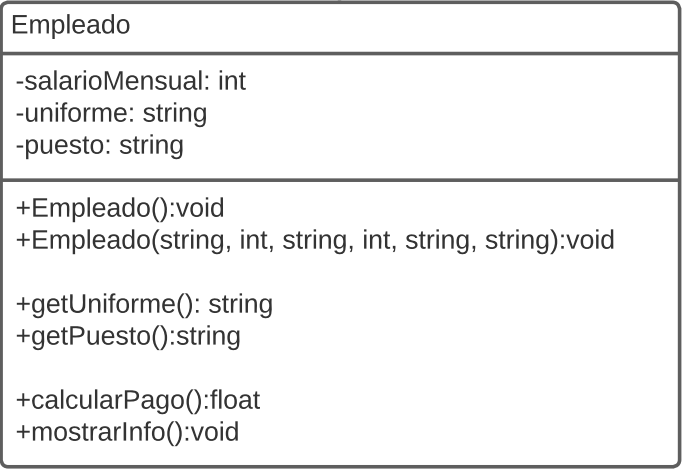 Empleado
-salarioMensual: int
-uniforme: string
-puesto: string
+Empleado():void
+Empleado(string, int, string, int, string, string):void
+getUniforme(): string
+getPuesto():string
+calcularPago():float
+mostrarInfo():void